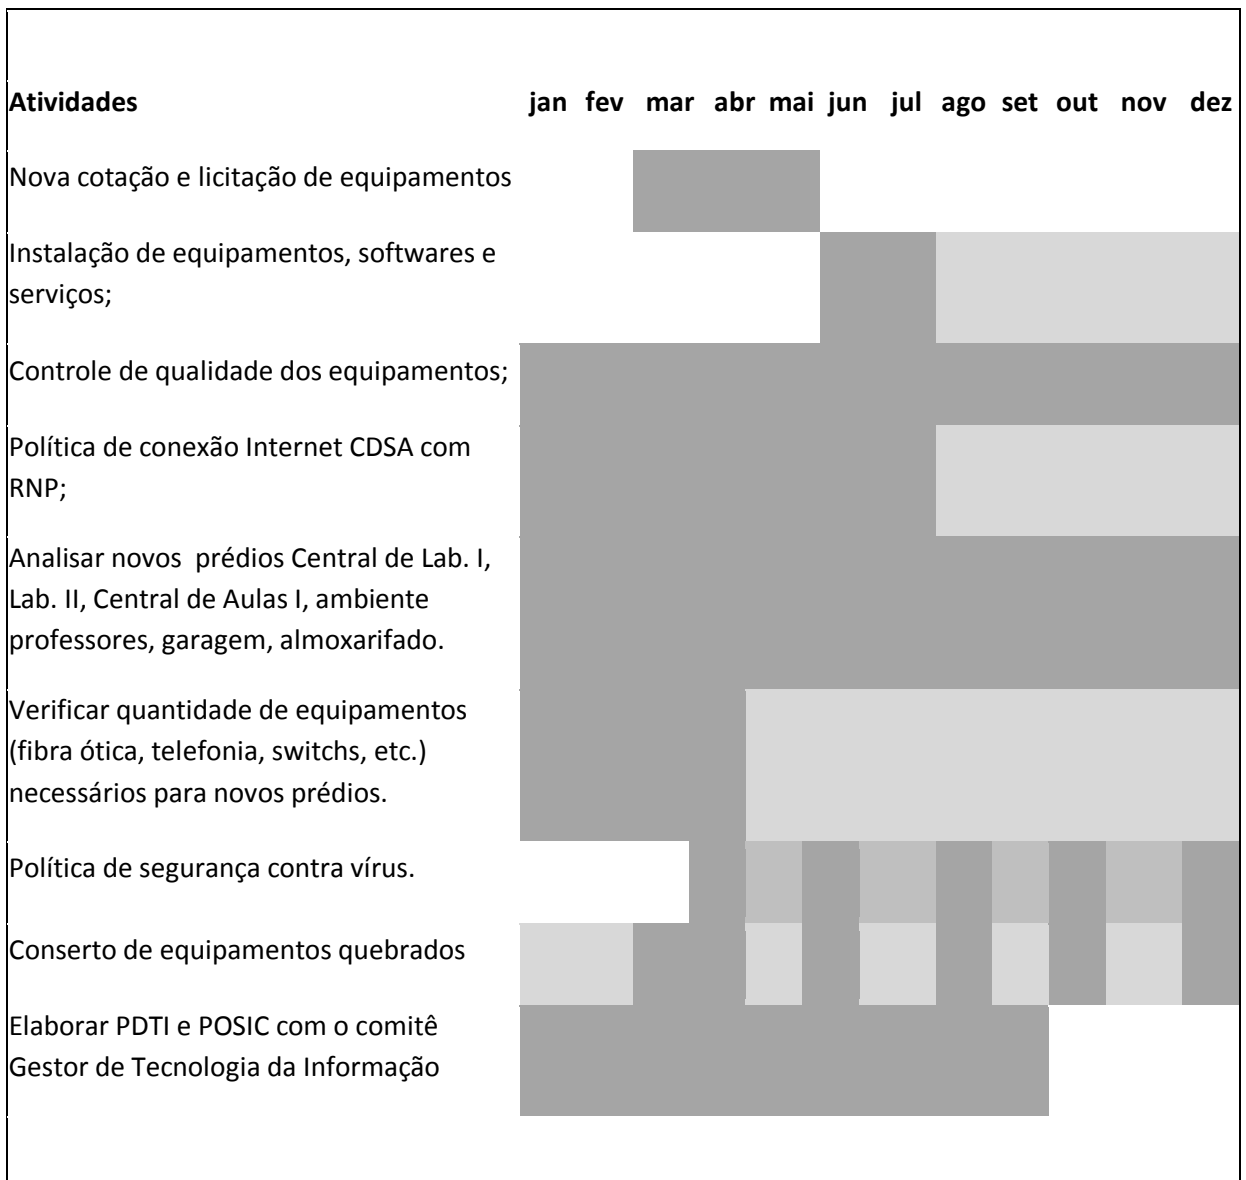 Atividades jan fev mar abr mai jun jul ago set out nov dez
Nova cotação e licitação de equipamentos
Instalação de equipamentos, softwares e
serviços;
Controle de qualidade dos equipamentos;
Política de conexão Internet CDSA com
RNP;
Analisar novos prédios Central de Lab. I,
Lab. II, Central de Aulas I, ambiente
professores, garagem, almoxarifado.
Verificar quantidade de equipamentos
(fibra ótica, telefonia, switchs, etc.)
necessários para novos prédios.
Política de segurança contra vírus.
Conserto de equipamentos quebrados
Elaborar PDTI e POSIC com o comitê
Gestor de Tecnologia da Informação